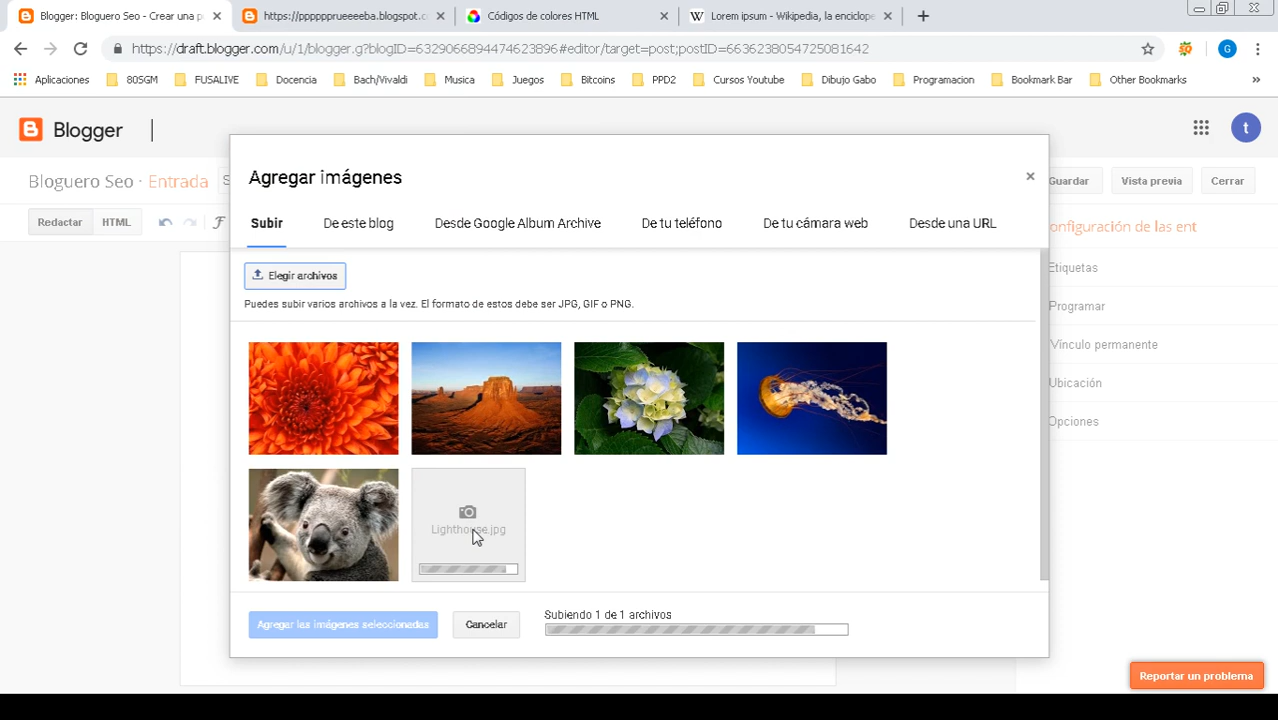 Blogger: Bloguero Seo - Crear una p
https://pppppprueeeeba.blogspot.c
Códigos de colores HTML
Lorem ipsum - Wikipedia, la enciclope
https://draft.blogger.com/u/1/blogger.g?blogID=6329066894474623896#editor/target=post;postID=6636238054725081642
G
Aplicaciones
80SGM
FUSALIVE
Docencia
Bach/Vivaldi
Musica
Juegos
Bitcoins
PPD2
Cursos Youtube
Dibujo Gabo
Programacion
Bookmark Bar
Other Bookmarks
»
Blogger
t
Bloguero Seo · Entrada
Guardar
Vista previa
Cerrar
Redactar
HTML
onfiguración de las ent
Etiquetas
Programar
Vínculo permanente
Ubicación
Opciones
Agregar imágenes
Subir
De este blog
Desde Google Album Archive
De tu teléfono
De tu cámara web
Desde una URL
Elegir archivos
Puedes subir varios archivos a la vez. El formato de estos debe ser JPG, GIF o PNG.
Lighthouse.jpg
Agregar las imágenes seleccionadas
Cancelar
Subiendo 1 de 1 archivos
Reportar un problema